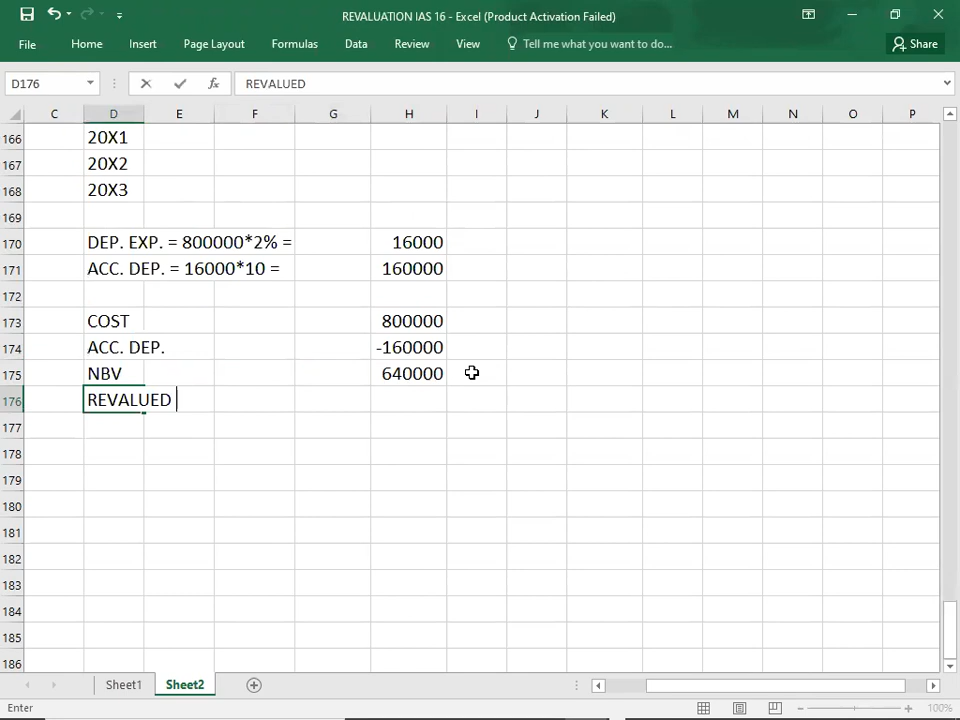 REVALUATION IAS 16 - Excel (Product Activation Failed)
File Home Insert Page Layout Formulas Data Review View Tell me what you want to do... Share
D176 fx REVALUED
C D E F G H I J K L M N O P
166 20X1
167 20X2
168 20X3
169
170 DEP. EXP. = 800000*2% = 16000
171 ACC. DEP. = 16000*10 = 160000
172
173 COST 800000
174 ACC. DEP. -160000
175 NBV 640000
176 REVALUED
177
178
179
180
181
182
183
184
185
186
Sheet1 Sheet2
Enter 100%